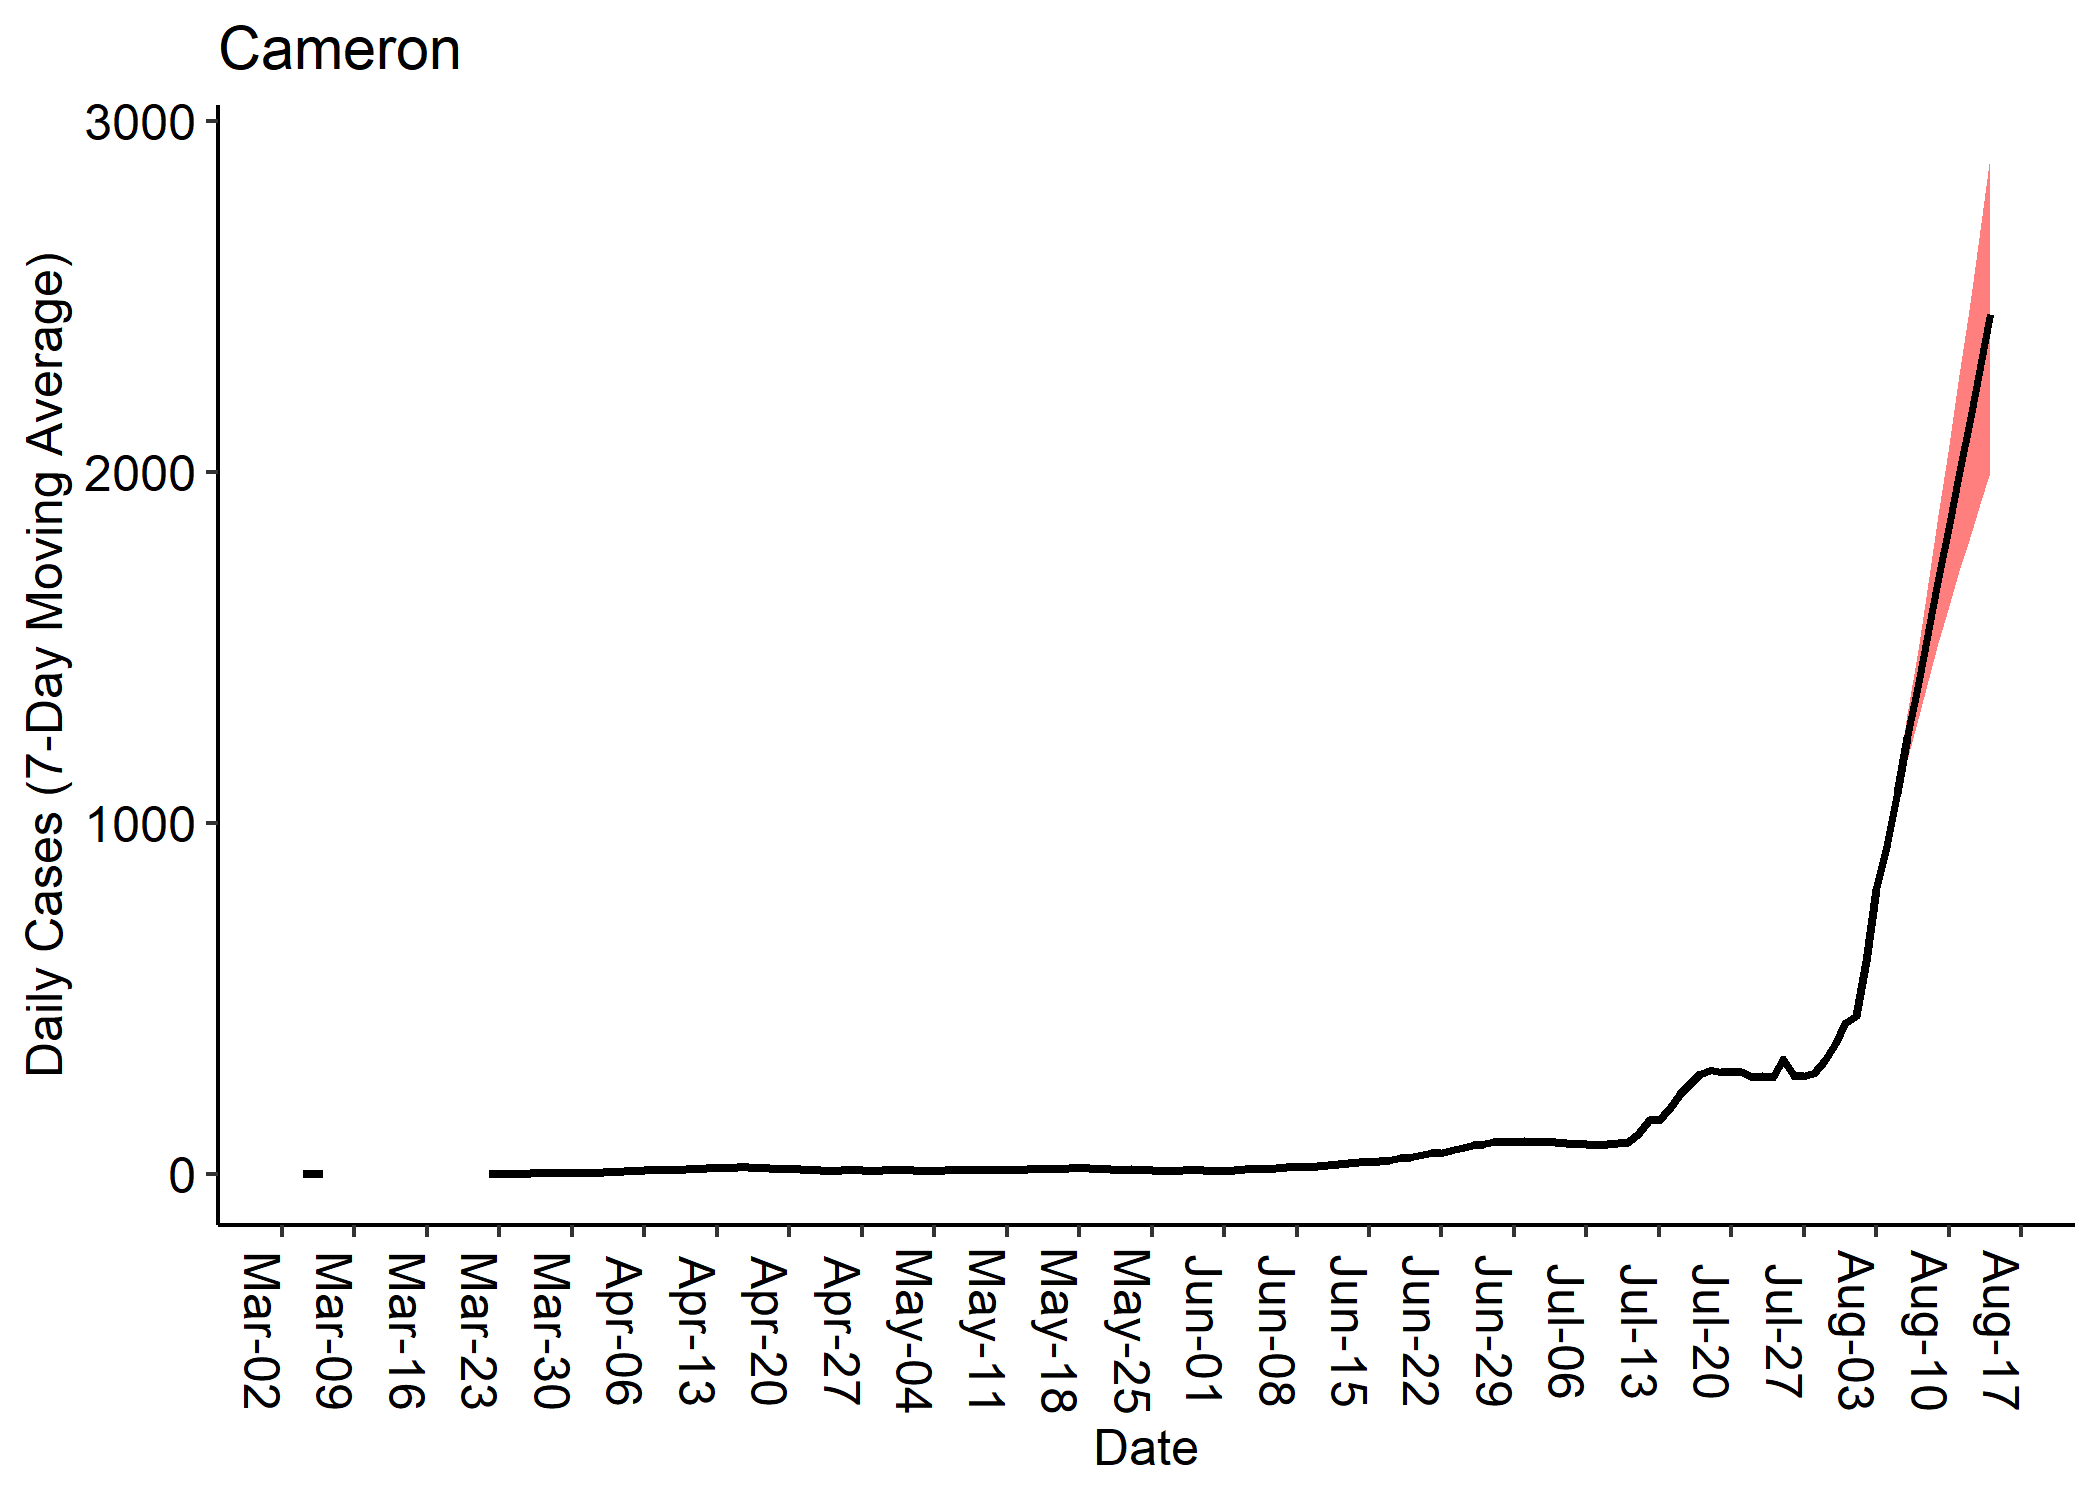 Cameron
Daily Cases (7-Day Moving Average)
3000
2000
1000
0
Mar-02
Mar-09
Mar-16
Mar-23
Mar-30
Apr-06
Apr-13
Apr-20
Apr-27
May-04
May-11
May-18
May-25
Jun-01
Jun-08
Jun-15
Jun-22
Jun-29
Jul-06
Jul-13
Jul-20
Jul-27
Aug-03
Aug-10
Aug-17
Date